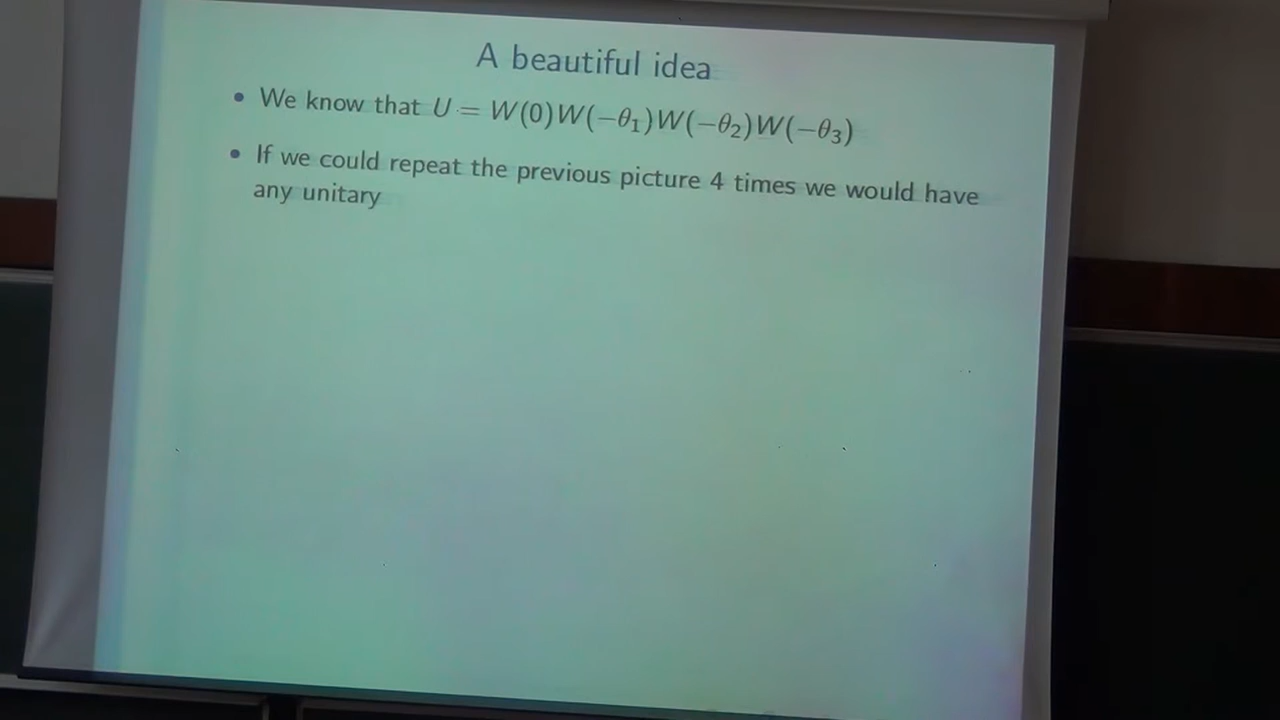 A beautiful idea
• We know that U = W(0)W(−θ₁)W(−θ₂)W(−θ₃)
• If we could repeat the previous picture 4 times we would have
any unitary